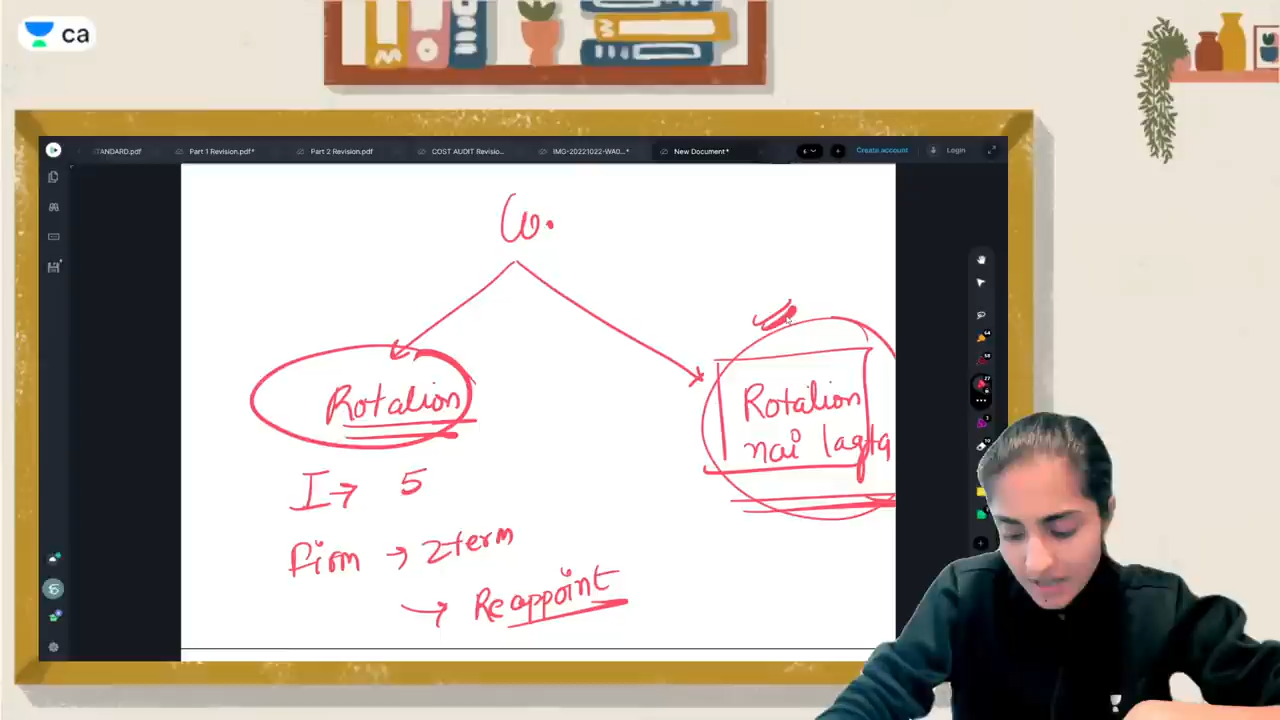 ca
TANDARD.pdf
Part 1 Revision.pdf*
Part 2 Revision.pdf
COST AUDIT Revisio...
IMG-20221022-WA0...*
New Document*
Create account
Login
Co.
Rotation
Rotation
nai lagta
I → 5
firm → 2 term
→ Reappoint